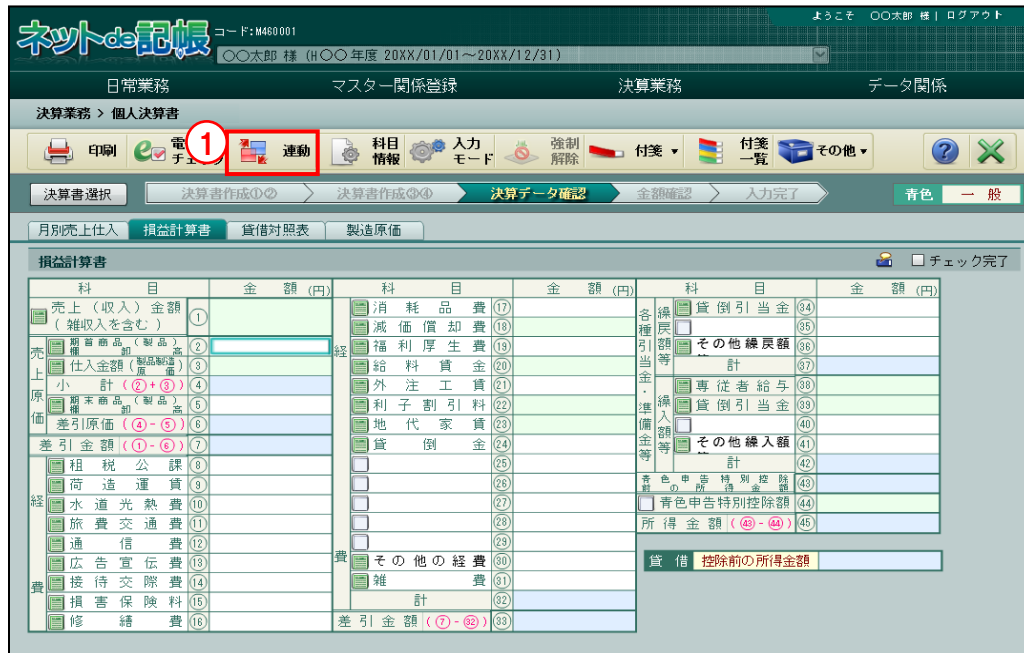 ようこそ　〇〇太郎 様 | ログアウト
ネットde記帳 コード:M460001
〇〇太郎 様 (H〇〇年度 20XX/01/01～20XX/12/31)
日常業務　マスター関係登録　決算業務　データ関係
決算業務 > 個人決算書
印刷　電　チェック　① 連動　科目情報　入力モード　強制解除　付箋　付箋一覧　その他
決算書選択　決算書作成①②　決算書作成③④　決算データ確認　金額確認　入力完了　青色　一 般
月別売上仕入　損益計算書　貸借対照表　製造原価
損益計算書　チェック完了
科 目　金 額 (円)　科 目　金 額 (円)　科 目　金 額 (円)
売上（収入）金額（雑収入を含む） ①
売上原価
期首商品（製品）棚卸高 ②
仕入金額（製品製造原価） ③
小 計（②+③） ④
期末商品（製品）棚卸高 ⑤
差引原価（④-⑤） ⑥
差引金額（①-⑥） ⑦
経費
租税公課 ⑧
荷造運賃 ⑨
水道光熱費 ⑩
旅費交通費 ⑪
通信費 ⑫
広告宣伝費 ⑬
接待交際費 ⑭
損害保険料 ⑮
修繕費 ⑯
経費
消耗品費 ⑰
減価償却費 ⑱
福利厚生費 ⑲
給料賃金 ⑳
外注工賃 ㉑
利子割引料 ㉒
地代家賃 ㉓
貸倒金 ㉔
㉕
㉖
㉗
㉘
㉙
その他の経費 ㉚
雑費 ㉛
計 ㉜
差引金額（⑦-㉜） ㉝
各種引当金・準備金等
繰戻額等
貸倒引当金 ㉞
㉟
その他繰戻額 ㊱
計 ㊲
繰入額等
専従者給与 ㊳
貸倒引当金 ㊴
㊵
その他繰入額 ㊶
計 ㊷
青色申告特別控除前の所得金額 ㊸
青色申告特別控除額 ㊹
所得金額（㊸-㊹） ㊺
貸 借　控除前の所得金額